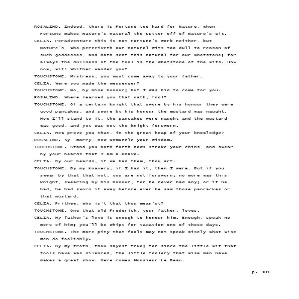 ROSALIND. Indeed, there is Fortune too hard for Nature, when
Fortune makes Nature's natural the cutter-off of Nature's wit.
CELIA. Peradventure this is not Fortune's work neither, but
Nature's, who perceiveth our natural wits too dull to reason of
such goddesses, and hath sent this natural for our whetstone; for
always the dullness of the fool is the whetstone of the wits. How
now, wit! Whither wander you?
TOUCHSTONE. Mistress, you must come away to your father.
CELIA. Were you made the messenger?
TOUCHSTONE. No, by mine honour; but I was bid to come for you.
ROSALIND. Where learned you that oath, fool?
TOUCHSTONE. Of a certain knight that swore by his honour they were
good pancakes, and swore by his honour the mustard was naught.
Now I'll stand to it, the pancakes were naught and the mustard
was good, and yet was not the knight forsworn.
CELIA. How prove you that, in the great heap of your knowledge?
ROSALIND. Ay, marry, now unmuzzle your wisdom.
TOUCHSTONE. Stand you both forth now: stroke your chins, and swear
by your beards that I am a knave.
CELIA. By our beards, if we had them, thou art.
TOUCHSTONE. By my knavery, if I had it, then I were. But if you
swear by that that is not, you are not forsworn; no more was this
knight, swearing by his honour, for he never had any; or if he
had, he had sworn it away before ever he saw those pancakes or
that mustard.
CELIA. Prithee, who is't that thou mean'st?
TOUCHSTONE. One that old Frederick, your father, loves.
CELIA. My father's love is enough to honour him. Enough, speak no
more of him; you'll be whipt for taxation one of these days.
TOUCHSTONE. The more pity that fools may not speak wisely what wise
men do foolishly.
CELIA. By my troth, thou sayest true; for since the little wit that
fools have was silenced, the little foolery that wise men have
makes a great show. Here comes Monsieur Le Beau.